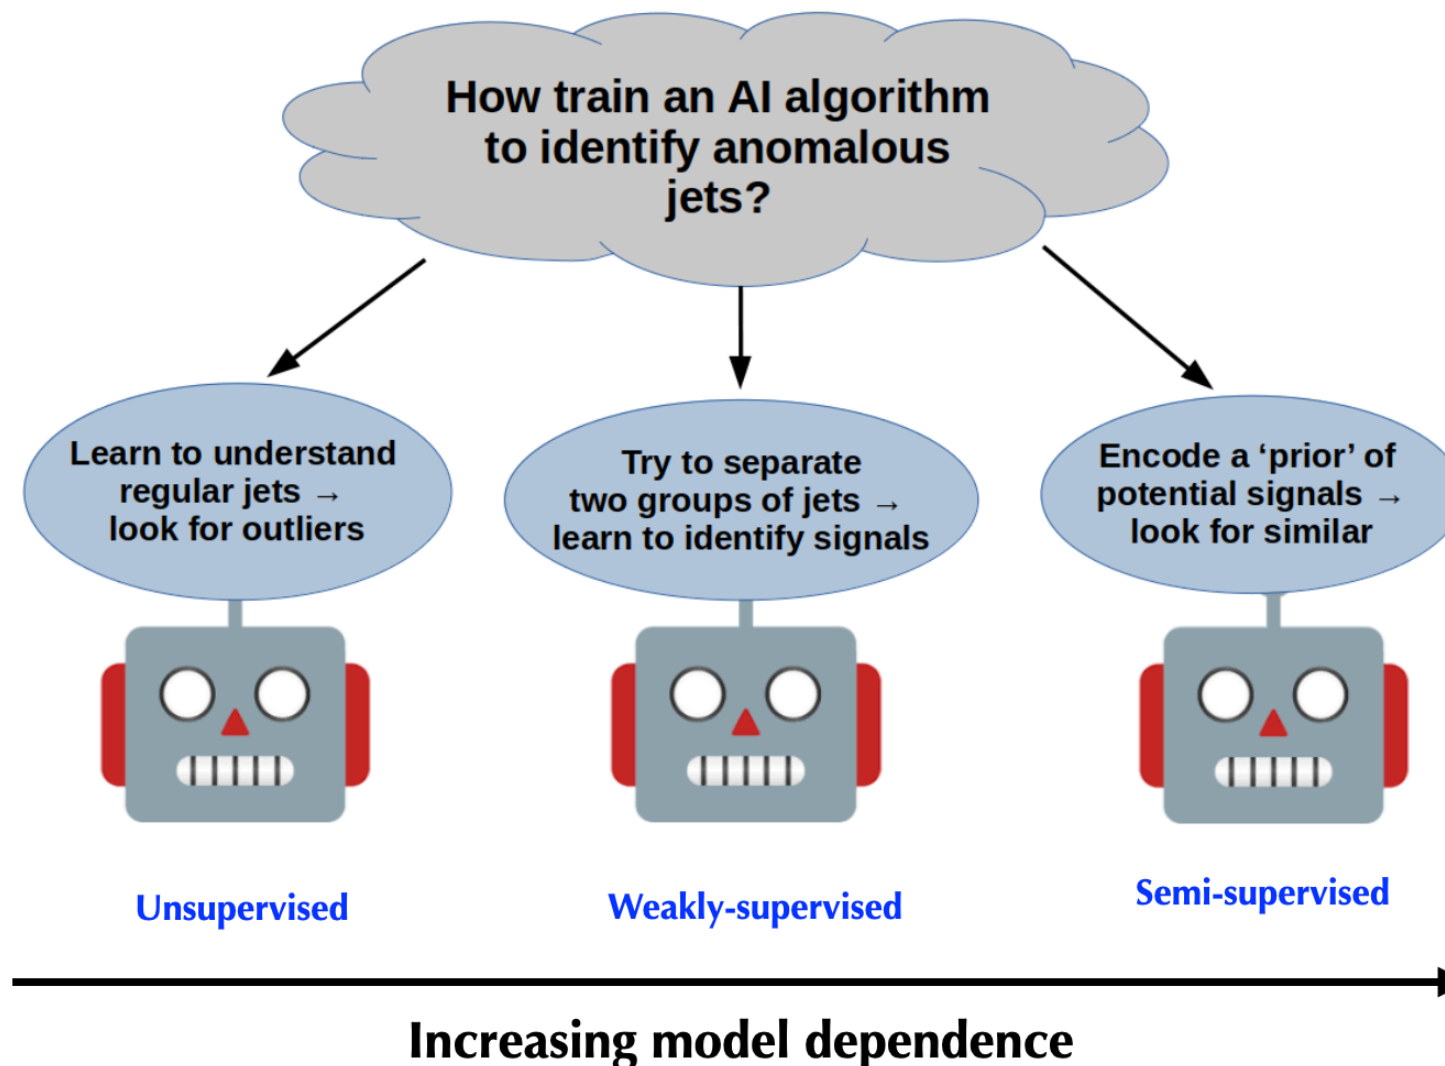 How train an AI algorithm
to identify anomalous
jets?
Learn to understand
regular jets →
look for outliers
Try to separate
two groups of jets →
learn to identify signals
Encode a ‘prior’ of
potential signals →
look for similar
Unsupervised
Weakly-supervised
Semi-supervised
Increasing model dependence